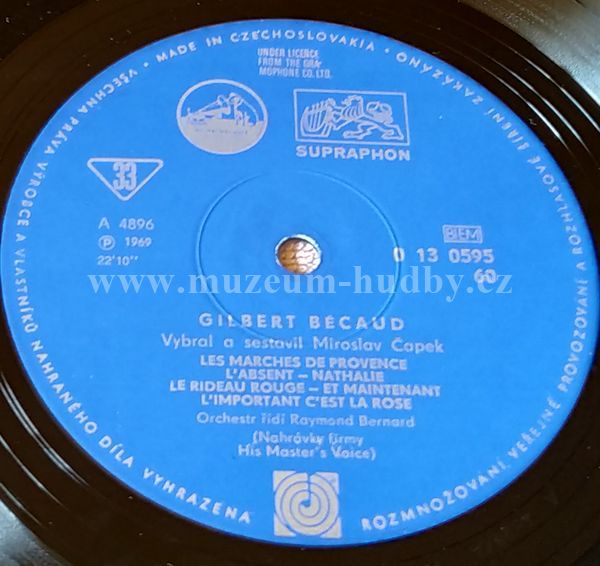 VŠECHNA PRÁVA VÝROBCE A VLASTNÍKŮ NAHRANÉHO DÍLA VYHRAZENA
• MADE IN CZECHOSLOVAKIA •
ROZMNOŽOVÁNÍ, VEŘEJNÉ PROVOZOVÁNÍ A ROZHLASOVÉ ŠÍŘENÍ ZAKÁZÁNO
UNDER LICENCE
FROM THE GRA-
MOPHONE CO. LTD.
SUPRAPHON
33
A 4896
Ⓟ 1969
22'10"
BIEM
0 13 0595
60
www.muzeum-hudby.cz
GILBERT BÉCAUD
Vybral a sestavil Miroslav Čapek
LES MARCHES DE PROVENCE
L'ABSENT – NATHALIE
LE RIDEAU ROUGE – ET MAINTENANT
L'IMPORTANT C'EST LA ROSE
Orchestr řídí Raymond Bernard
(Nahrávky firmy
His Master's Voice)